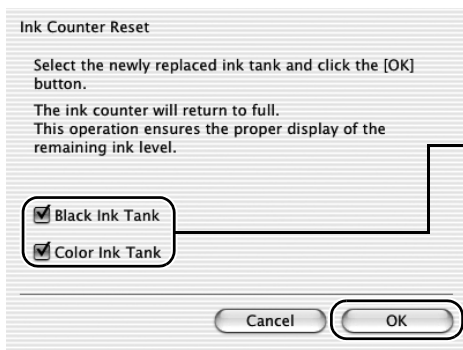 Ink Counter Reset
Select the newly replaced ink tank and click the [OK]
button.
The ink counter will return to full.
This operation ensures the proper display of the
remaining ink level.
Black Ink Tank
Color Ink Tank
Cancel
OK